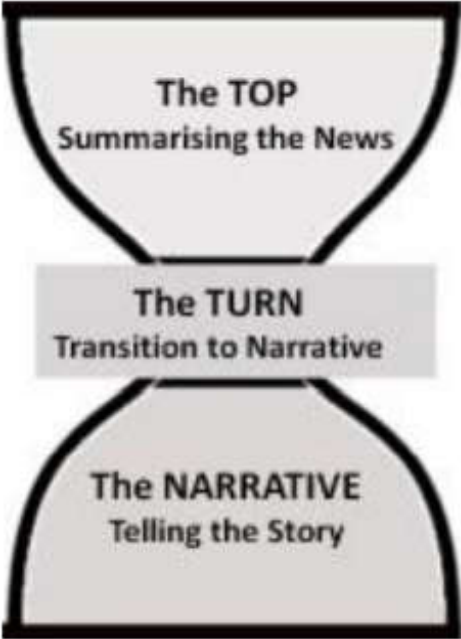 The TOP
Summarising the News
The TURN
Transition to Narrative
The NARRATIVE
Telling the Story